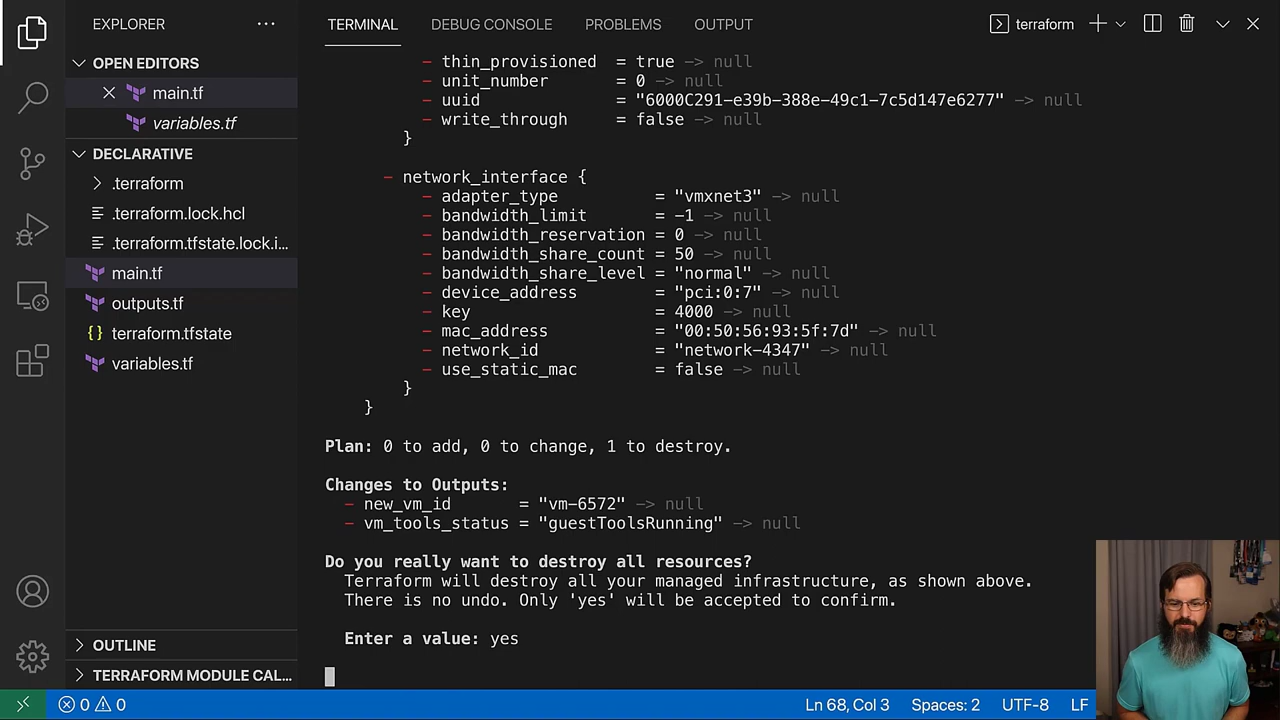 EXPLORER
OPEN EDITORS
main.tf
variables.tf
DECLARATIVE
.terraform
.terraform.lock.hcl
.terraform.tfstate.lock.i...
main.tf
outputs.tf
terraform.tfstate
variables.tf
OUTLINE
TERRAFORM MODULE CAL...
TERMINAL DEBUG CONSOLE PROBLEMS OUTPUT terraform
- thin_provisioned = true -> null
- unit_number = 0 -> null
- uuid = "6000C291-e39b-388e-49c1-7c5d147e6277" -> null
- write_through = false -> null
}
- network_interface {
- adapter_type = "vmxnet3" -> null
- bandwidth_limit = -1 -> null
- bandwidth_reservation = 0 -> null
- bandwidth_share_count = 50 -> null
- bandwidth_share_level = "normal" -> null
- device_address = "pci:0:7" -> null
- key = 4000 -> null
- mac_address = "00:50:56:93:5f:7d" -> null
- network_id = "network-4347" -> null
- use_static_mac = false -> null
}
}
Plan: 0 to add, 0 to change, 1 to destroy.
Changes to Outputs:
- new_vm_id = "vm-6572" -> null
- vm_tools_status = "guestToolsRunning" -> null
Do you really want to destroy all resources?
Terraform will destroy all your managed infrastructure, as shown above.
There is no undo. Only 'yes' will be accepted to confirm.
Enter a value: yes
0 0 Ln 68, Col 3 Spaces: 2 UTF-8 LF